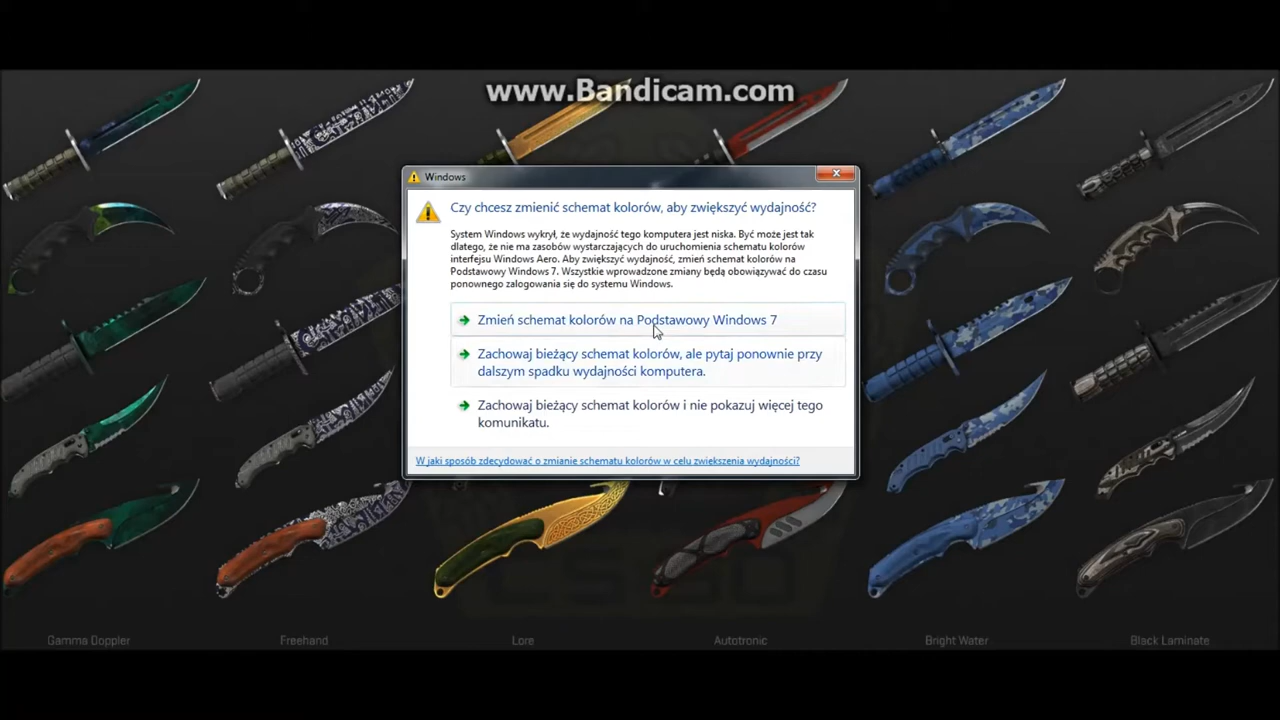 www.Bandicam.com
Windows
Czy chcesz zmienić schemat kolorów, aby zwiększyć wydajność?
System Windows wykrył, że wydajność tego komputera jest niska. Być może jest tak
dlatego, że nie ma zasobów wystarczających do uruchomienia schematu kolorów
interfejsu Windows Aero. Aby zwiększyć wydajność, zmień schemat kolorów na
Podstawowy Windows 7. Wszystkie wprowadzone zmiany będą obowiązywać do czasu
ponownego zalogowania się do systemu Windows.
Zmień schemat kolorów na Podstawowy Windows 7
Zachowaj bieżący schemat kolorów, ale pytaj ponownie przy
dalszym spadku wydajności komputera.
Zachowaj bieżący schemat kolorów i nie pokazuj więcej tego
komunikatu.
W jaki sposób zdecydować o zmianie schematu kolorów w celu zwiększenia wydajności?
CS:GO
Gamma Doppler
Freehand
Lore
Autotronic
Bright Water
Black Laminate